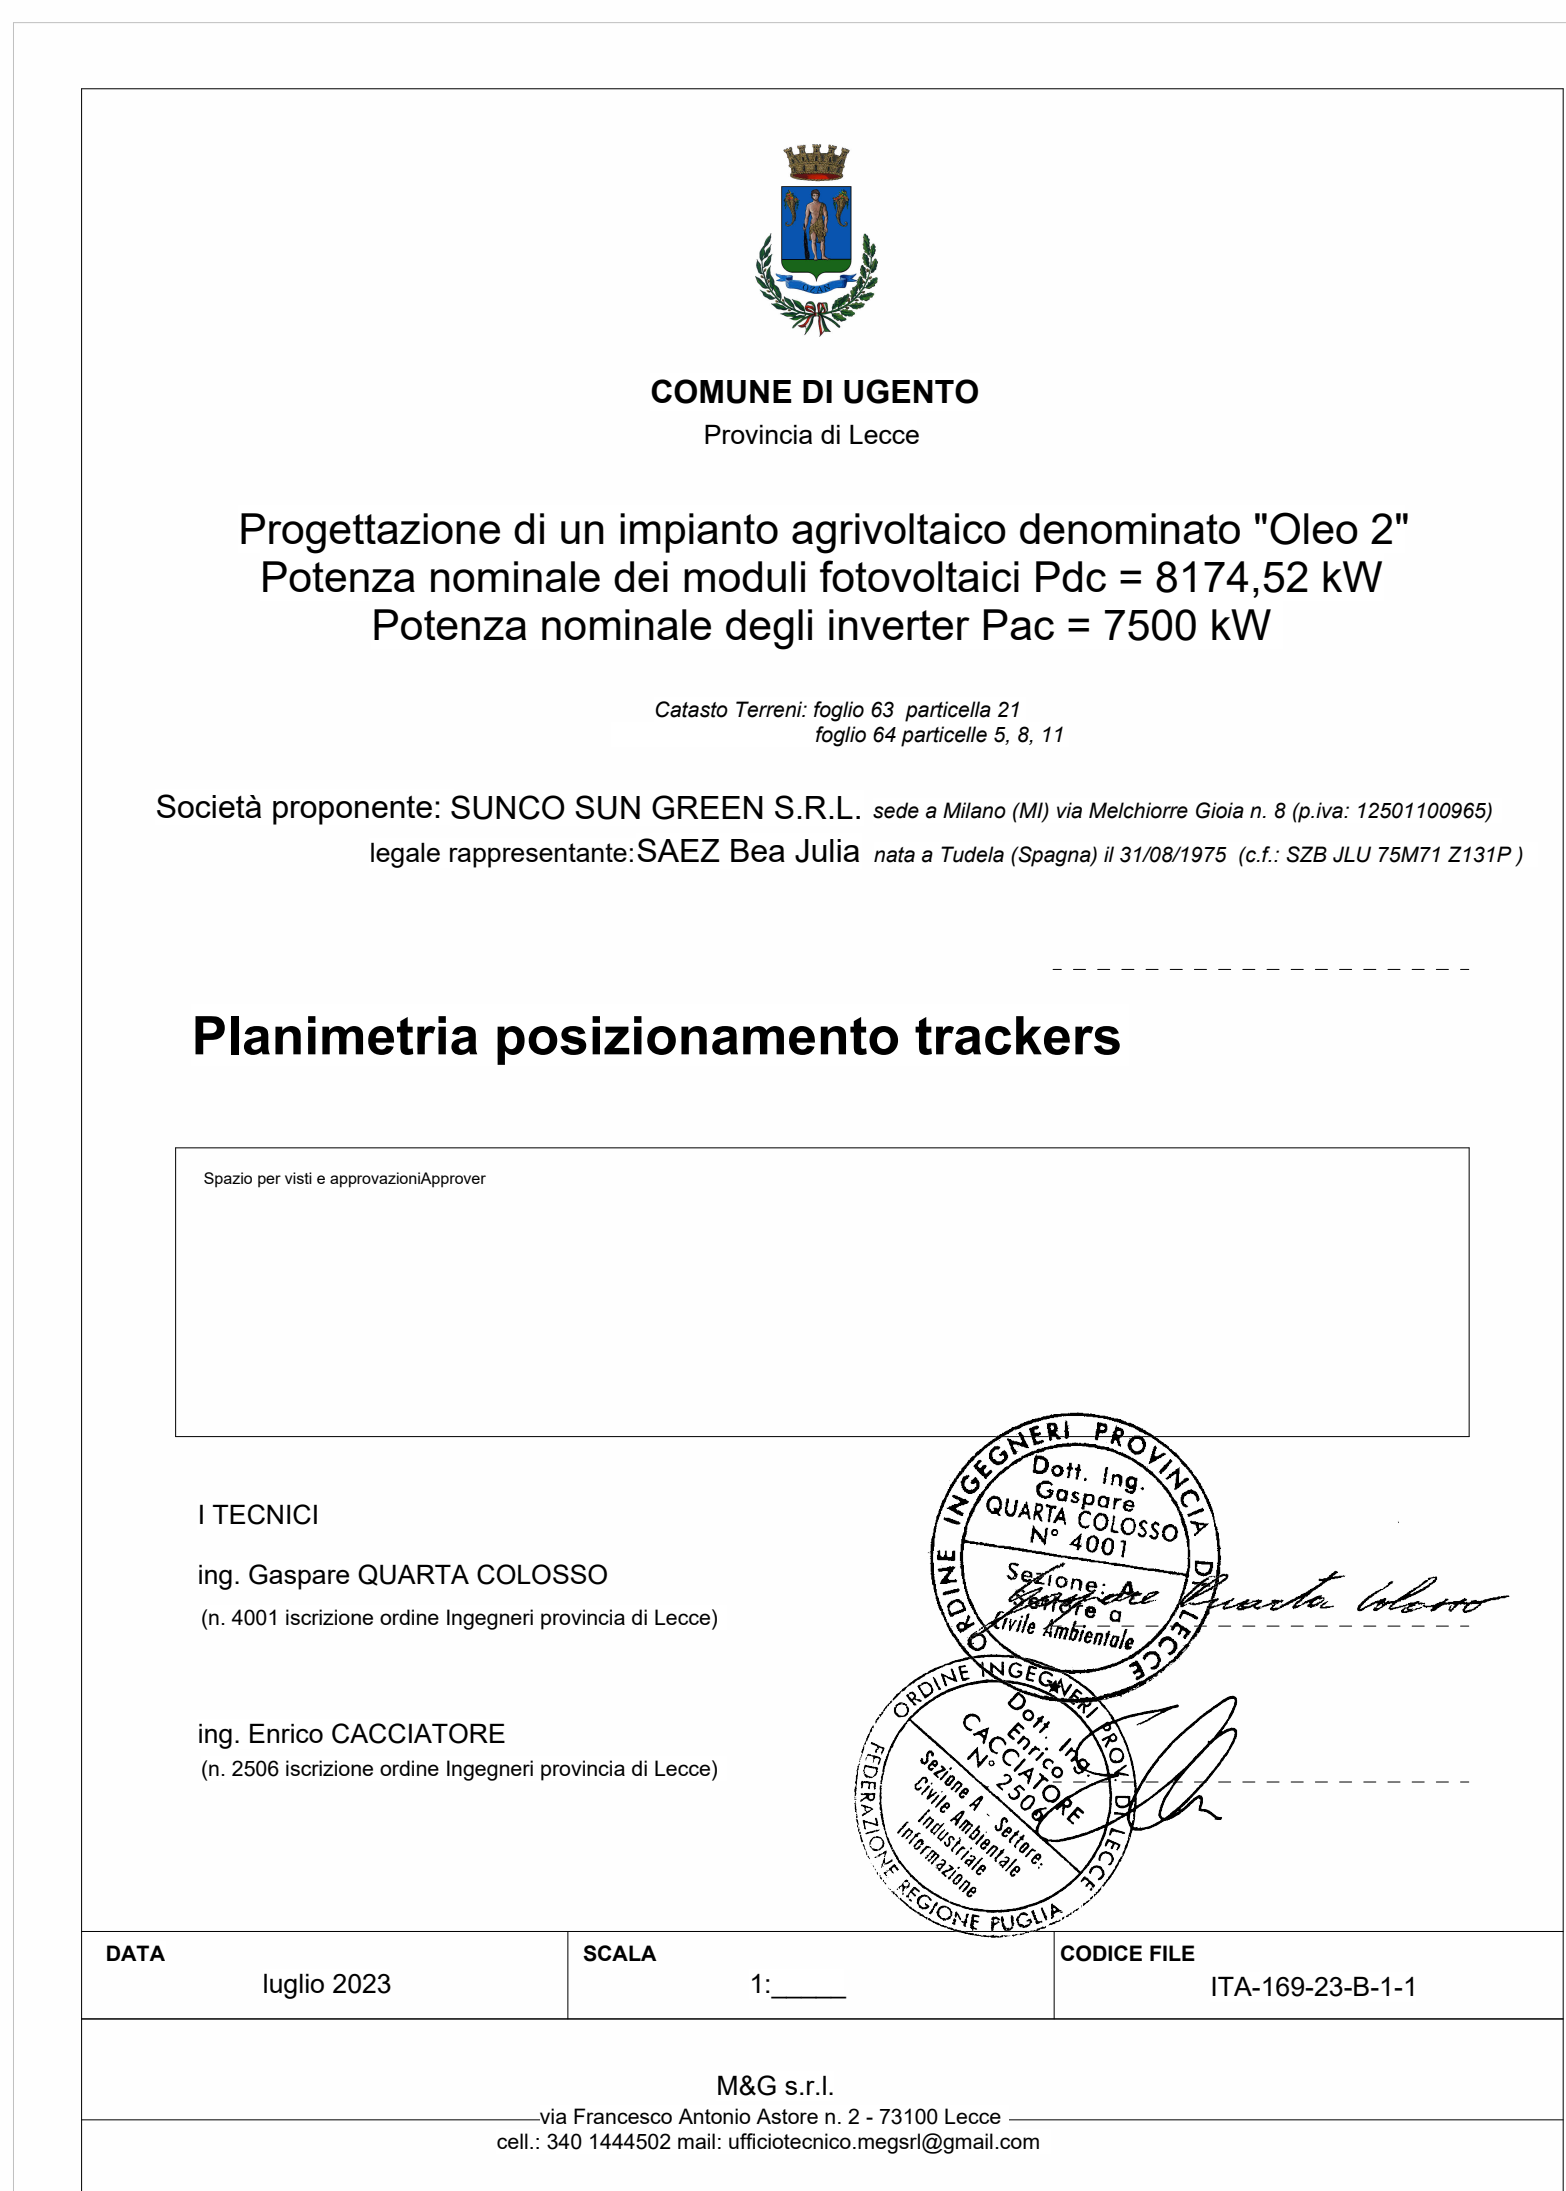 UZAN
COMUNE DI UGENTO
Provincia di Lecce
Progettazione di un impianto agrivoltaico denominato "Oleo 2"
Potenza nominale dei moduli fotovoltaici Pdc = 8174,52 kW
Potenza nominale degli inverter Pac = 7500 kW
Catasto Terreni: foglio 63 particella 21
foglio 64 particelle 5, 8, 11
Società proponente: SUNCO SUN GREEN S.R.L. sede a Milano (MI) via Melchiorre Gioia n. 8 (p.iva: 12501100965)
legale rappresentante: SAEZ Bea Julia nata a Tudela (Spagna) il 31/08/1975 (c.f.: SZB JLU 75M71 Z131P )
Planimetria posizionamento trackers
Spazio per visti e approvazioniApprover
I TECNICI
ing. Gaspare QUARTA COLOSSO
(n. 4001 iscrizione ordine Ingegneri provincia di Lecce)
ORDINE INGEGNERI PROVINCIA DI LECCE
Dott. Ing.
Gaspare
QUARTA COLOSSO
N° 4001
Sezione: A
Settore a
Civile Ambientale
Gaspare Quarta Colosso
ing. Enrico CACCIATORE
(n. 2506 iscrizione ordine Ingegneri provincia di Lecce)
ORDINE INGEGNERI PROV. DI LECCE
Dott. Ing.
Enrico
CACCIATORE
N° 2506
Sezione A - Settore:
Civile Ambientale
Industriale
Informazione
FEDERAZIONE REGIONE PUGLIA
DATA
luglio 2023
SCALA
1:_____
CODICE FILE
ITA-169-23-B-1-1
M&G s.r.l.
via Francesco Antonio Astore n. 2 - 73100 Lecce
cell.: 340 1444502 mail: ufficiotecnico.megsrl@gmail.com